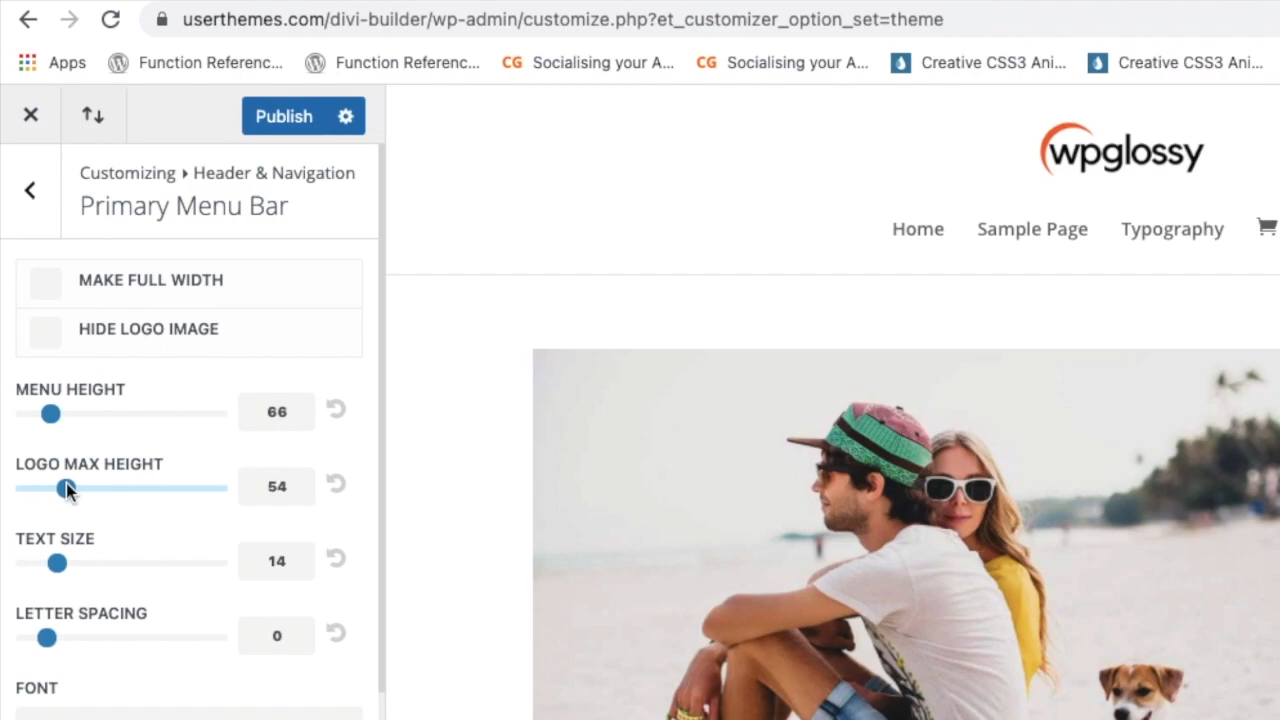 userthemes.com/divi-builder/wp-admin/customize.php?et_customizer_option_set=theme
Apps Function Referenc... Function Referenc... CG Socialising your A... CG Socialising your A... Creative CSS3 Ani... Creative CSS3 Ani...
Publish
Customizing Header & Navigation
Primary Menu Bar
MAKE FULL WIDTH
HIDE LOGO IMAGE
MENU HEIGHT
66
LOGO MAX HEIGHT
54
TEXT SIZE
14
LETTER SPACING
0
FONT
wpglossy
Home Sample Page Typography